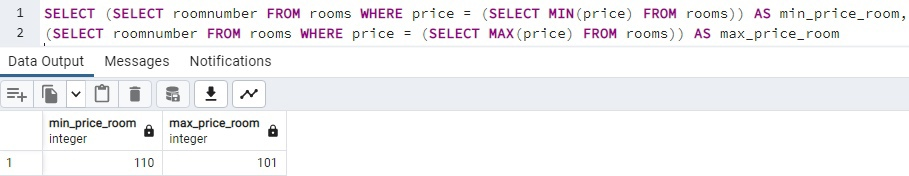 1 SELECT (SELECT roomnumber FROM rooms WHERE price = (SELECT MIN(price) FROM rooms)) AS min_price_room,
2 (SELECT roomnumber FROM rooms WHERE price = (SELECT MAX(price) FROM rooms)) AS max_price_room
Data Output Messages Notifications
min_price_room max_price_room
integer integer
1 110 101